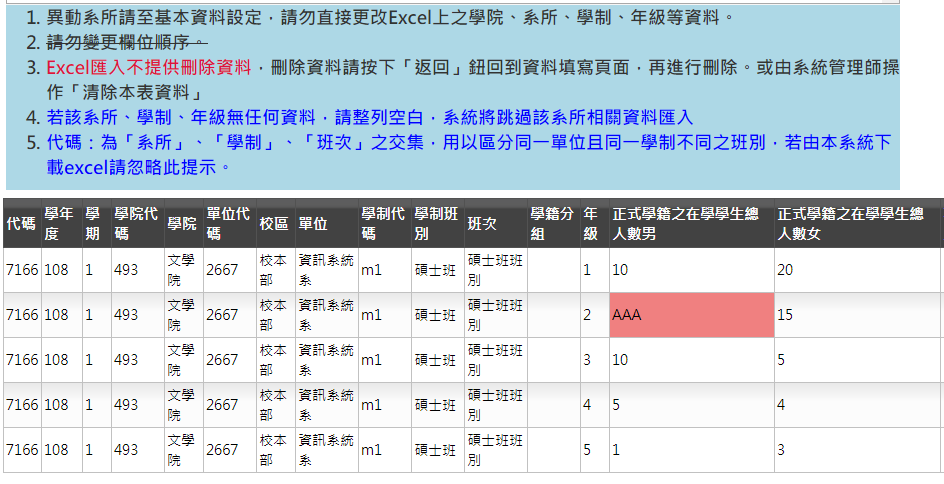 1. 異動系所請至基本資料設定，請勿直接更改Excel上之學院、系所、學制、年級等資料。
2. 請勿變更欄位順序。
3. Excel匯入不提供刪除資料，刪除資料請按下「返回」鈕回到資料填寫頁面，再進行刪除。或由系統管理師操
作「清除本表資料」
4. 若該系所、學制、年級無任何資料，請整列空白，系統將跳過該系所相關資料匯入
5. 代碼：為「系所」、「學制」、「班次」之交集，用以區分同一單位且同一學制不同之班別，若由本系統下
載excel請忽略此提示。
代碼 學年度 學期 學院代碼 學院 單位代碼 校區 單位 學制代碼 學制班別 班次 學籍分組 年級 正式學籍之在學學生總人數男 正式學籍之在學學生總人數女
7166 108 1 493 文學院 2667 校本部 資訊系統系 m1 碩士班 碩士班班別 1 10 20
7166 108 1 493 文學院 2667 校本部 資訊系統系 m1 碩士班 碩士班班別 2 AAA 15
7166 108 1 493 文學院 2667 校本部 資訊系統系 m1 碩士班 碩士班班別 3 10 5
7166 108 1 493 文學院 2667 校本部 資訊系統系 m1 碩士班 碩士班班別 4 5 4
7166 108 1 493 文學院 2667 校本部 資訊系統系 m1 碩士班 碩士班班別 5 1 3